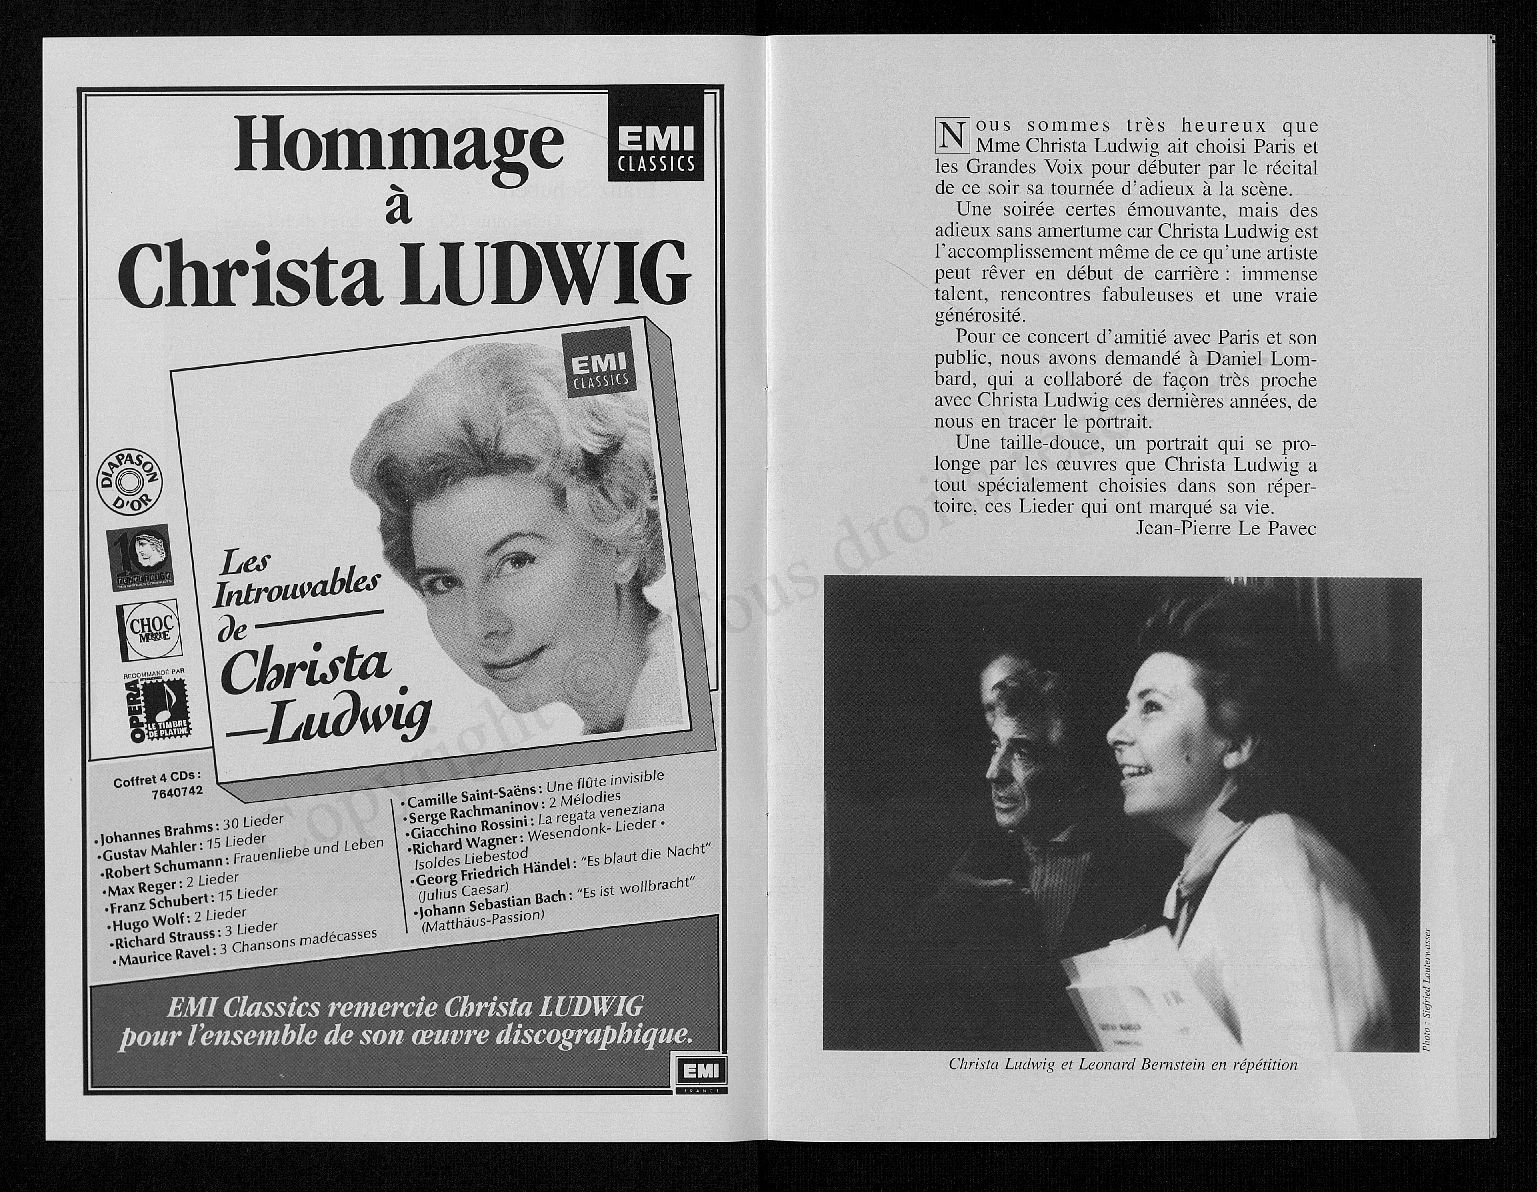 Hommage
à
Christa LUDWIG
EMI
CLASSICS
EMI
CLASSICS
DIAPASON
D'OR
10
CHOC
RECOMMANDÉ PAR
OPERA
LE TIMBRE
DE PLATINE
Les
Introuvables
de
Christa
Ludwig
Coffret 4 CDs :
7640742
•Johannes Brahms : 30 Lieder
•Gustav Mahler : 15 Lieder
•Robert Schumann : Frauenliebe und Leben
•Max Reger : 2 Lieder
•Franz Schubert : 15 Lieder
•Hugo Wolf : 2 Lieder
•Richard Strauss : 3 Lieder
•Maurice Ravel : 3 Chansons madécasses
•Camille Saint-Saëns : Une flûte invisible
•Serge Rachmaninov : 2 Mélodies
•Giacchino Rossini : La regata veneziana
•Richard Wagner : Wesendonk- Lieder •
Isoldes Liebestod
•Georg Friedrich Händel : "Es blaut die Nacht"
(Julius Caesar)
•Johann Sebastian Bach : "Es ist wollbracht"
(Matthäus-Passion)
EMI Classics remercie Christa LUDWIG
pour l'ensemble de son œuvre discographique.
EMI
FRANCE
Nous sommes très heureux que
Mme Christa Ludwig ait choisi Paris et
les Grandes Voix pour débuter par le récital
de ce soir sa tournée d'adieux à la scène.
Une soirée certes émouvante, mais des
adieux sans amertume car Christa Ludwig est
l'accomplissement même de ce qu'une artiste
peut rêver en début de carrière : immense
talent, rencontres fabuleuses et une vraie
générosité.
Pour ce concert d'amitié avec Paris et son
public, nous avons demandé à Daniel Lom-
bard, qui a collaboré de façon très proche
avec Christa Ludwig ces dernières années, de
nous en tracer le portrait.
Une taille-douce, un portrait qui se pro-
longe par les œuvres que Christa Ludwig a
tout spécialement choisies dans son réper-
toire, ces Lieder qui ont marqué sa vie.
Jean-Pierre Le Pavec
Photo : Siefried Lauterwasser
Christa Ludwig et Leonard Bernstein en répétition
Copyright
Tous droi